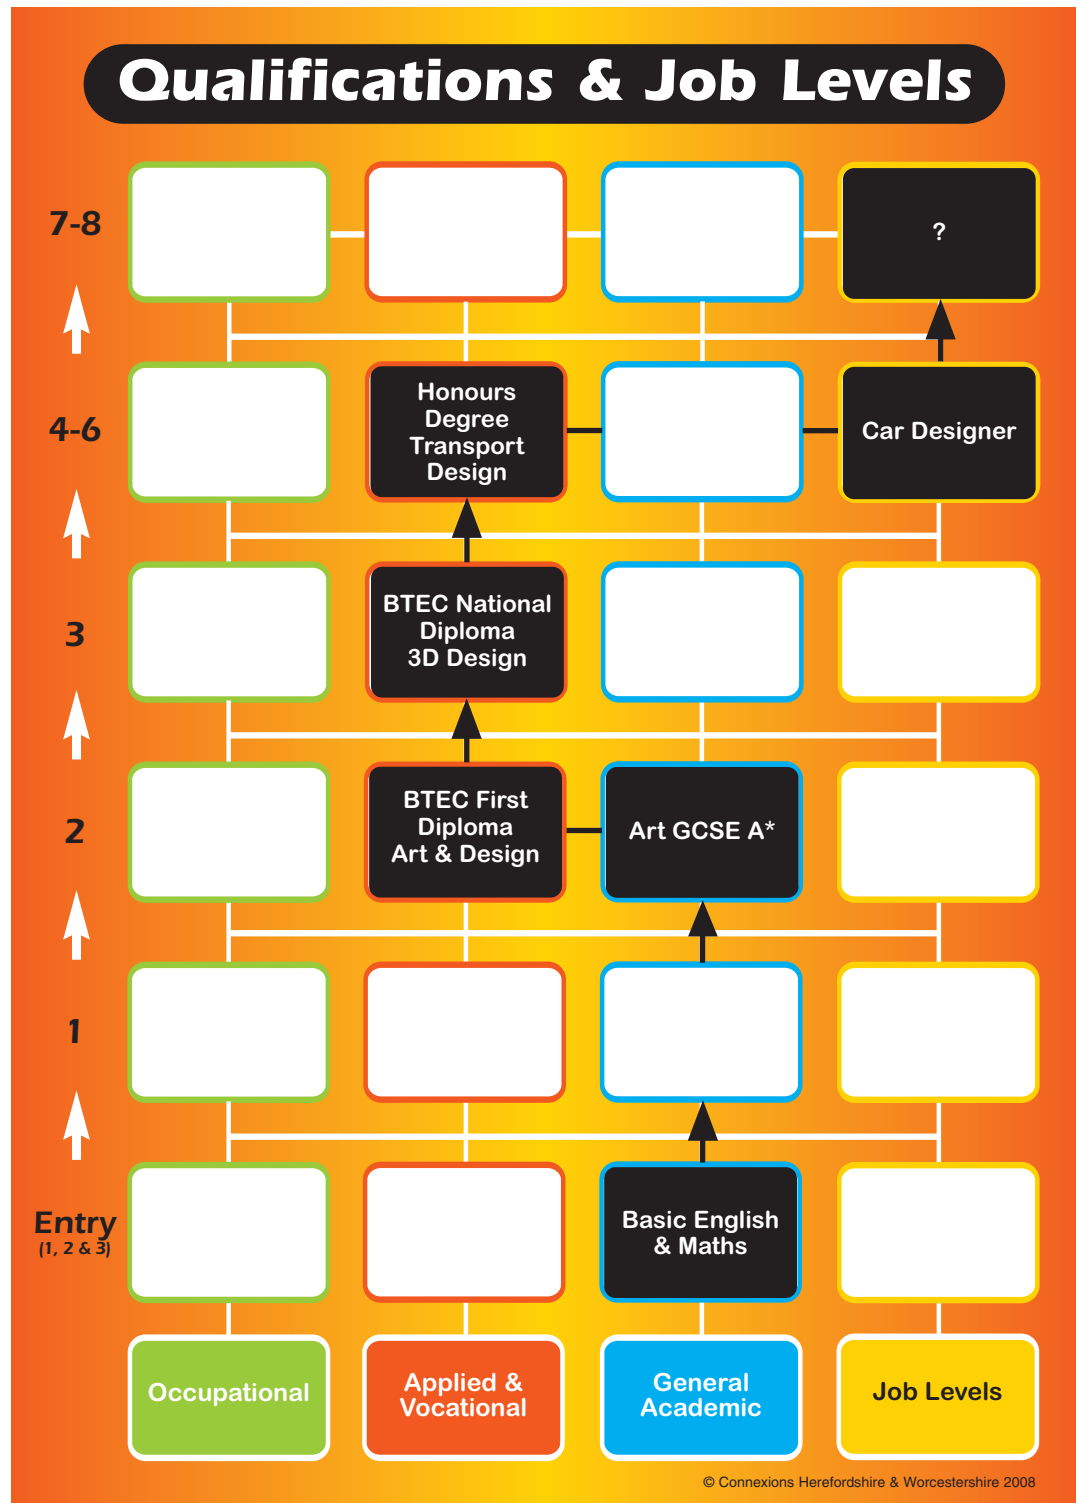 Qualifications & Job Levels
7-8
?
4-6
Honours
Degree
Transport
Design
Car Designer
3
BTEC National
Diploma
3D Design
2
BTEC First
Diploma
Art & Design
Art GCSE A*
1
Entry
(1, 2 & 3)
Basic English
& Maths
Occupational
Applied &
Vocational
General
Academic
Job Levels
© Connexions Herefordshire & Worcestershire 2008